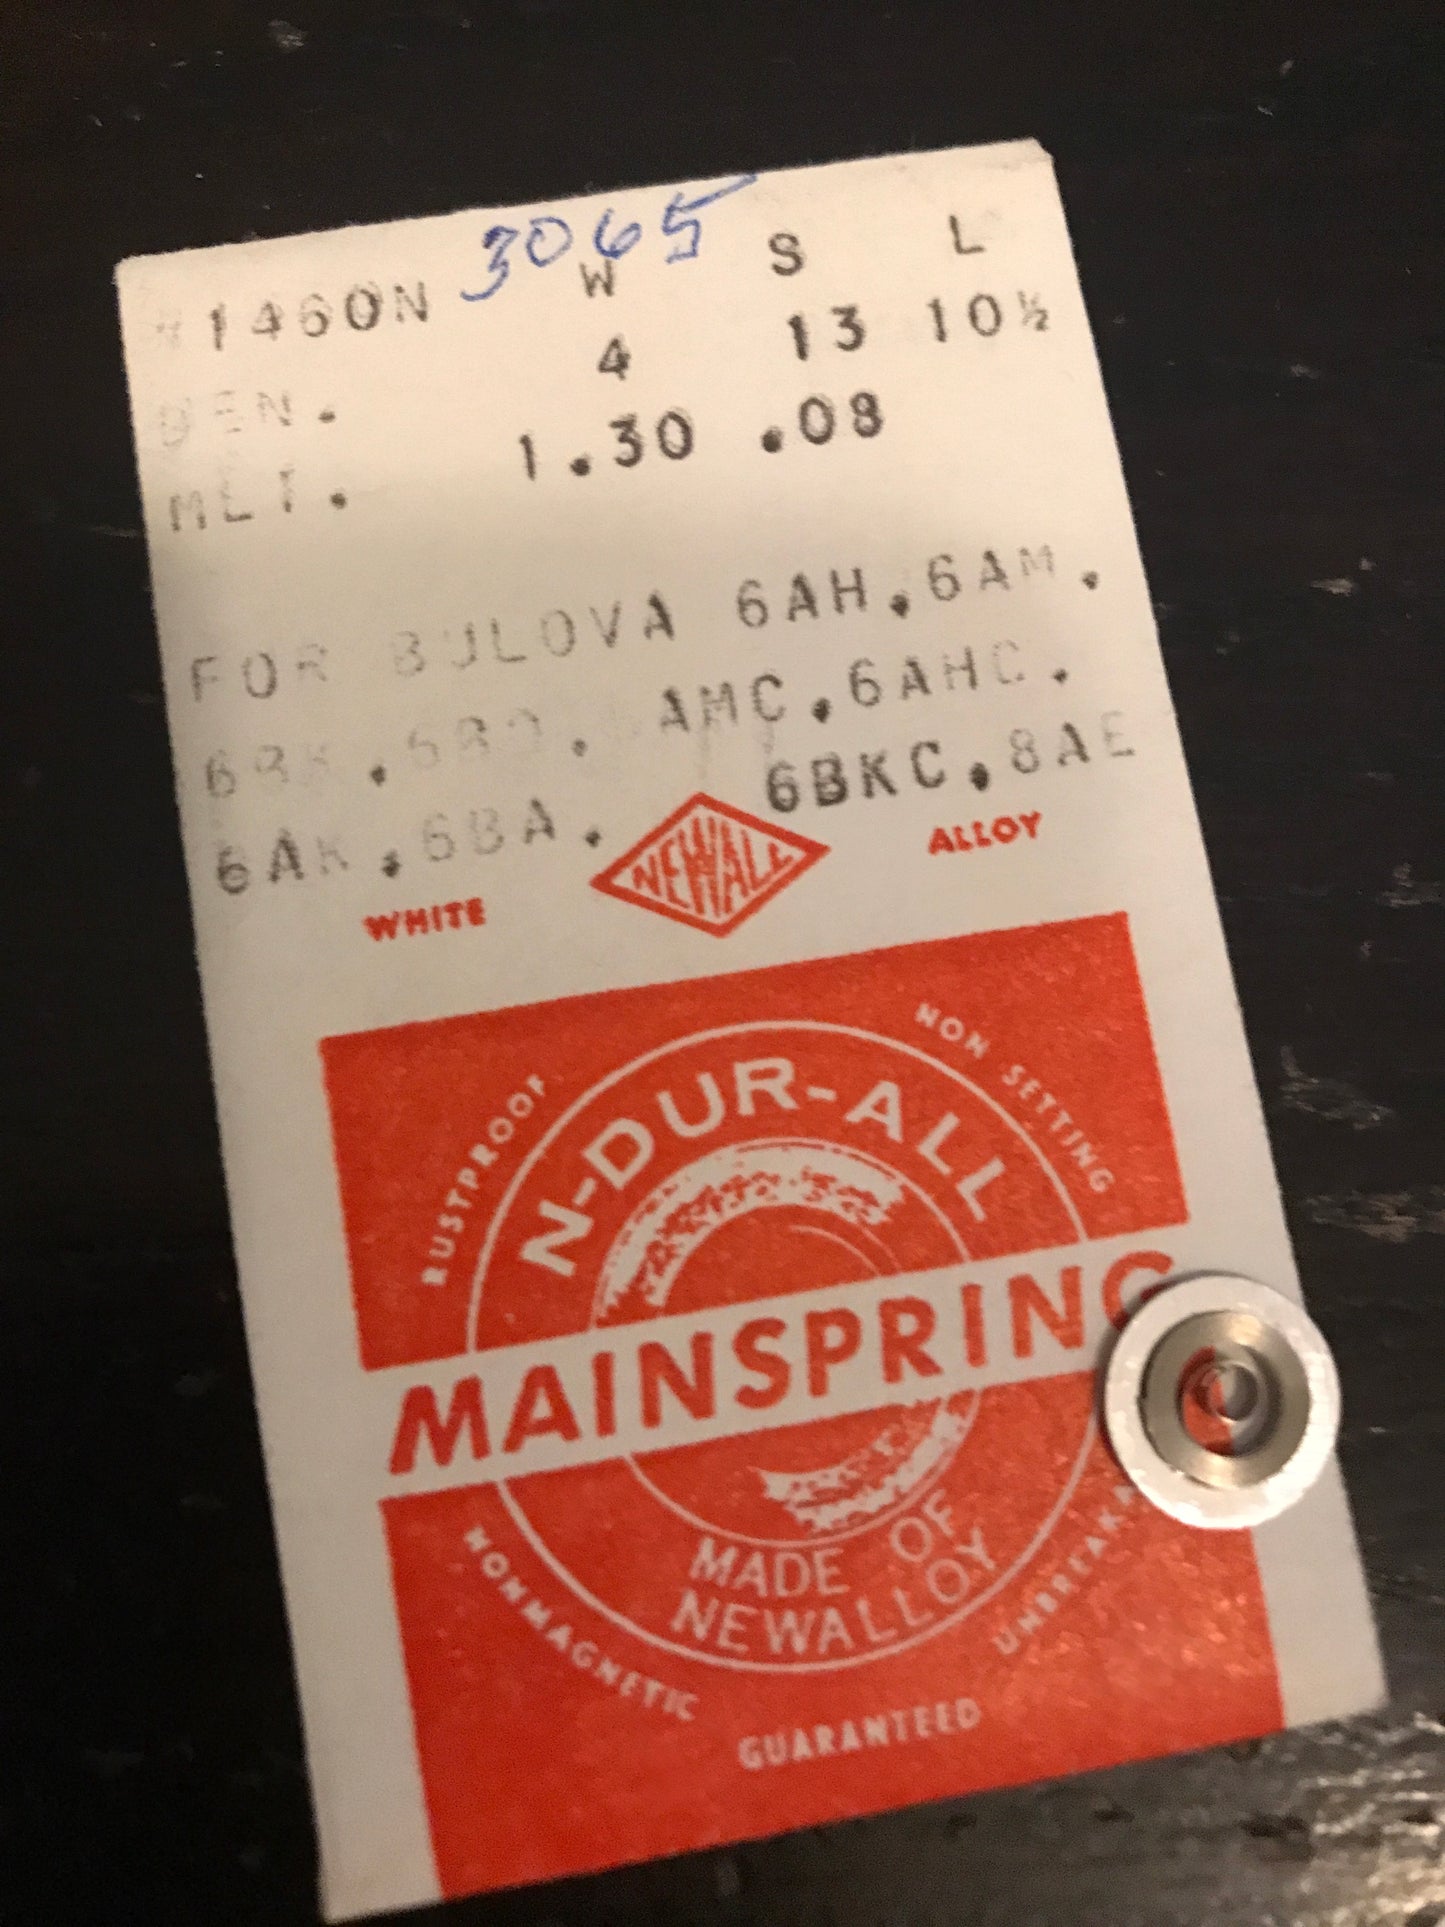 3065
1460N W S L
DEN. 4 13 10½
MLT. 1.30 .08
FOR BULOVA 6AH.6AM.
AMC.6AHC.
6AK.6BA. 6BKC.8AE
WHITE NEWALL ALLOY
RUSTPROOF NON SETTING
N-DUR-ALL
MAINSPRING
MADE OF
NEWALLOY
NONMAGNETIC
GUARANTEED